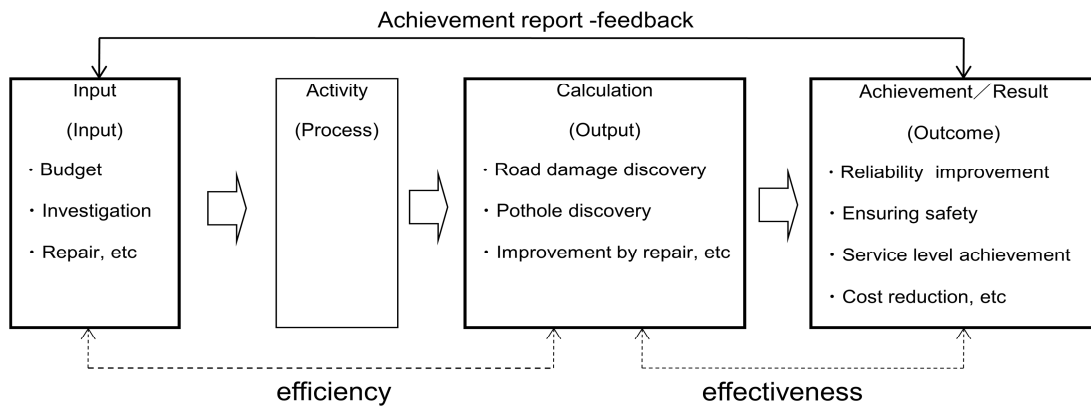 Achievement report -feedback
Input
(Input)
· Budget
· Investigation
· Repair, etc
Activity
(Process)
Calculation
(Output)
· Road damage discovery
· Pothole discovery
· Improvement by repair, etc
Achievement／Result
(Outcome)
· Reliability improvement
· Ensuring safety
· Service level achievement
· Cost reduction, etc
efficiency
effectiveness